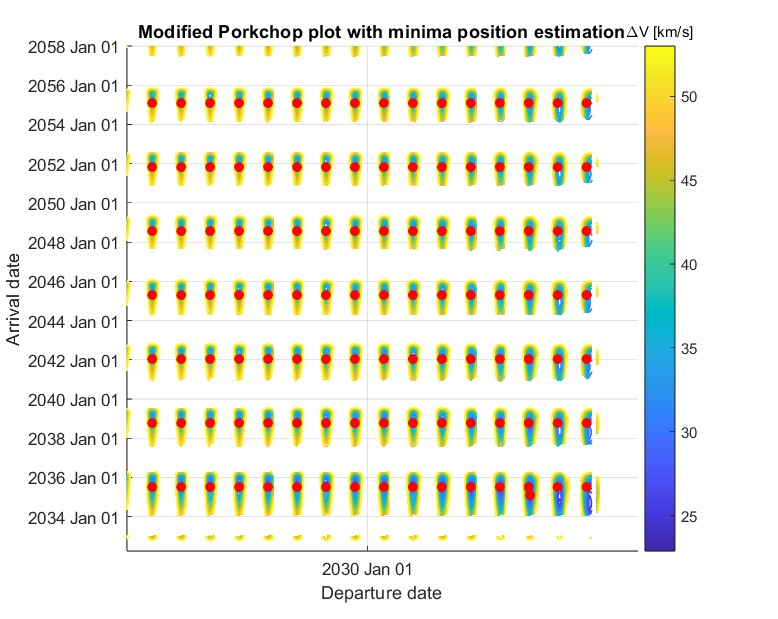 Modified Porkchop plot with minima position estimation
ΔV [km/s]
2058 Jan 01
2056 Jan 01
2054 Jan 01
2052 Jan 01
2050 Jan 01
2048 Jan 01
2046 Jan 01
2044 Jan 01
2042 Jan 01
2040 Jan 01
2038 Jan 01
2036 Jan 01
2034 Jan 01
Arrival date
2030 Jan 01
Departure date
50
45
40
35
30
25